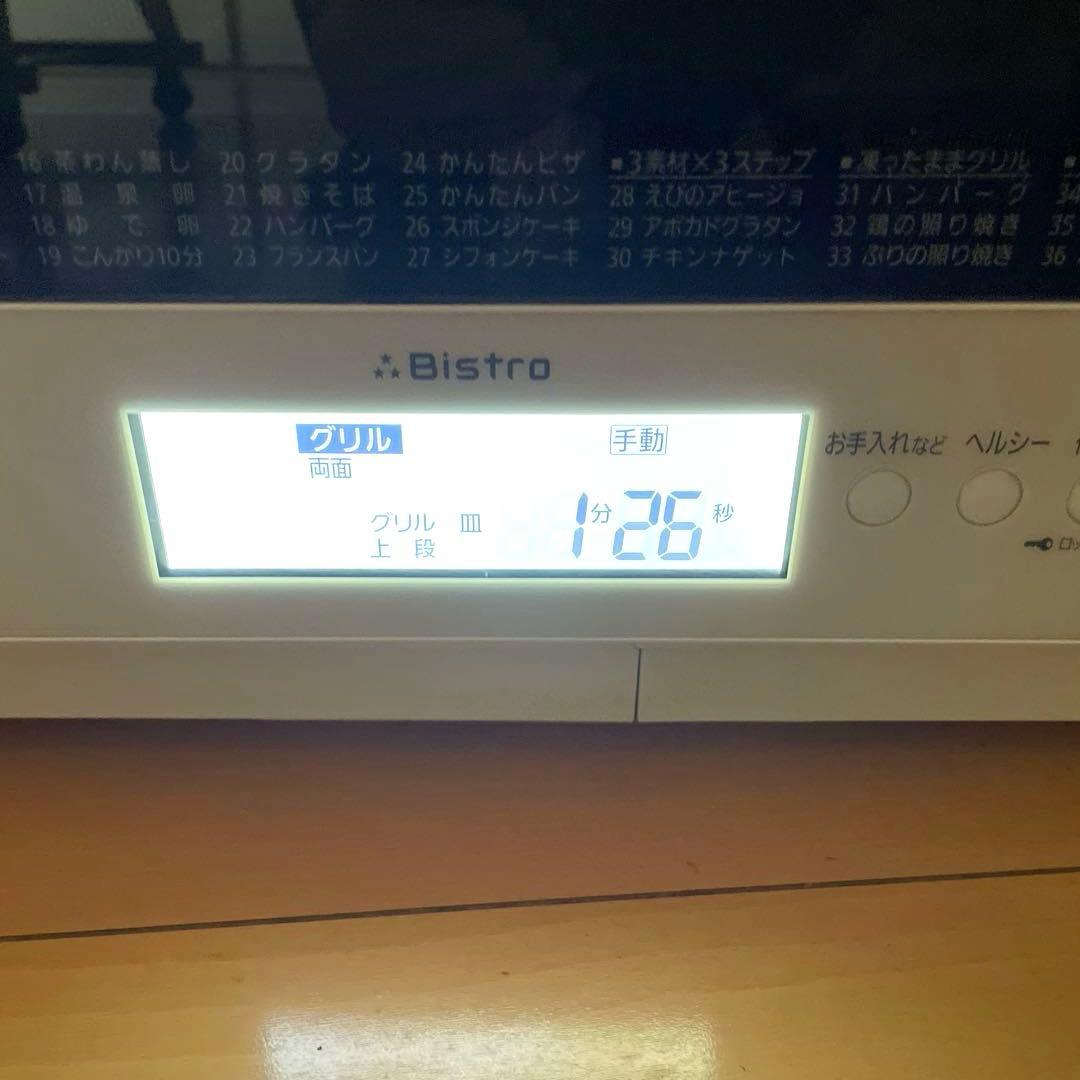 16 茶わん蒸し 20 グラタン 24 かんたんピザ ■3素材×3ステップ ■凍ったままグリル
17 温泉卵 21 焼きそば 25 かんたんパン 28 えびのアヒージョ 31 ハンバーグ 34
18 ゆで卵 22 ハンバーグ 26 スポンジケーキ 29 アボカドグラタン 32 鶏の照り焼き 35
19 こんがり10分 23 フランスパン 27 シフォンケーキ 30 チキンナゲット 33 ぶりの照り焼き 36
Bistro
グリル 手動
両面
グリル皿 1分26秒
上段
お手入れなど ヘルシー